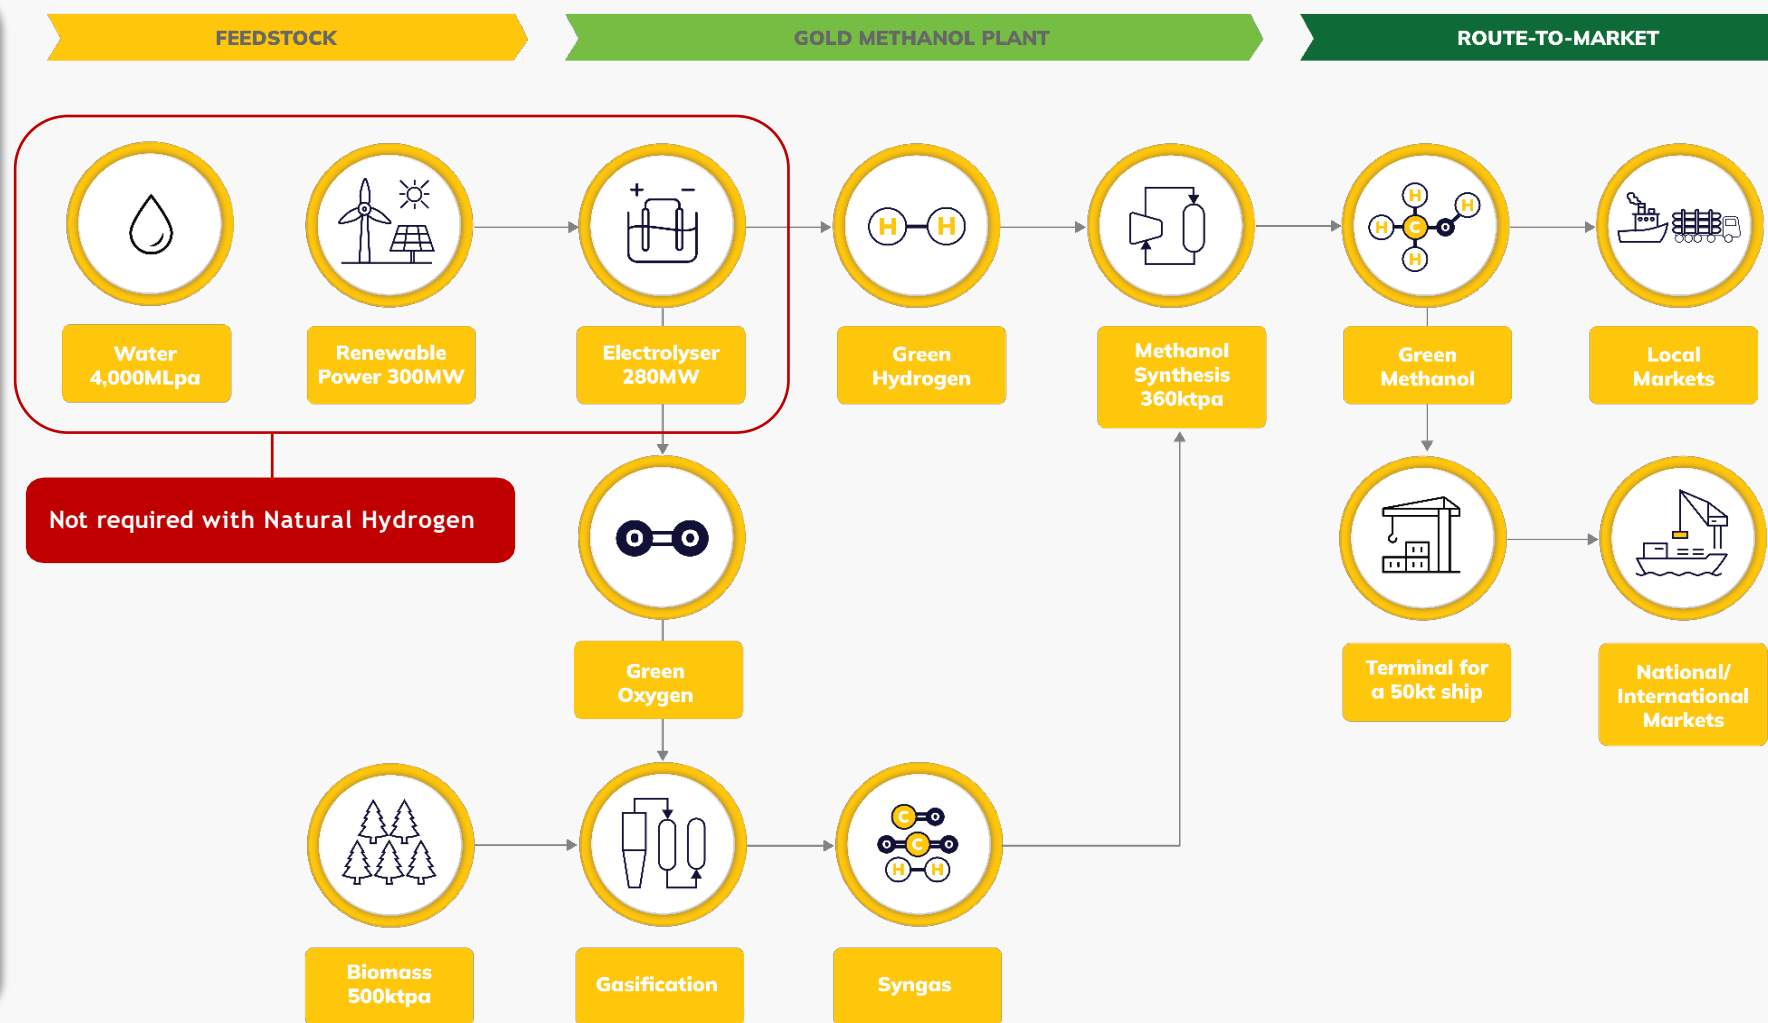 FEEDSTOCK
GOLD METHANOL PLANT
ROUTE-TO-MARKET
+ −
H H
H
H C O H
H
Water
4,000MLpa
Renewable
Power 300MW
Electrolyser
280MW
Green
Hydrogen
Methanol
Synthesis
360ktpa
Green
Methanol
Local
Markets
Not required with Natural Hydrogen
O O
Green
Oxygen
Terminal for
a 50kt ship
National/
International
Markets
C O
O C O
H H
Biomass
500ktpa
Gasification
Syngas